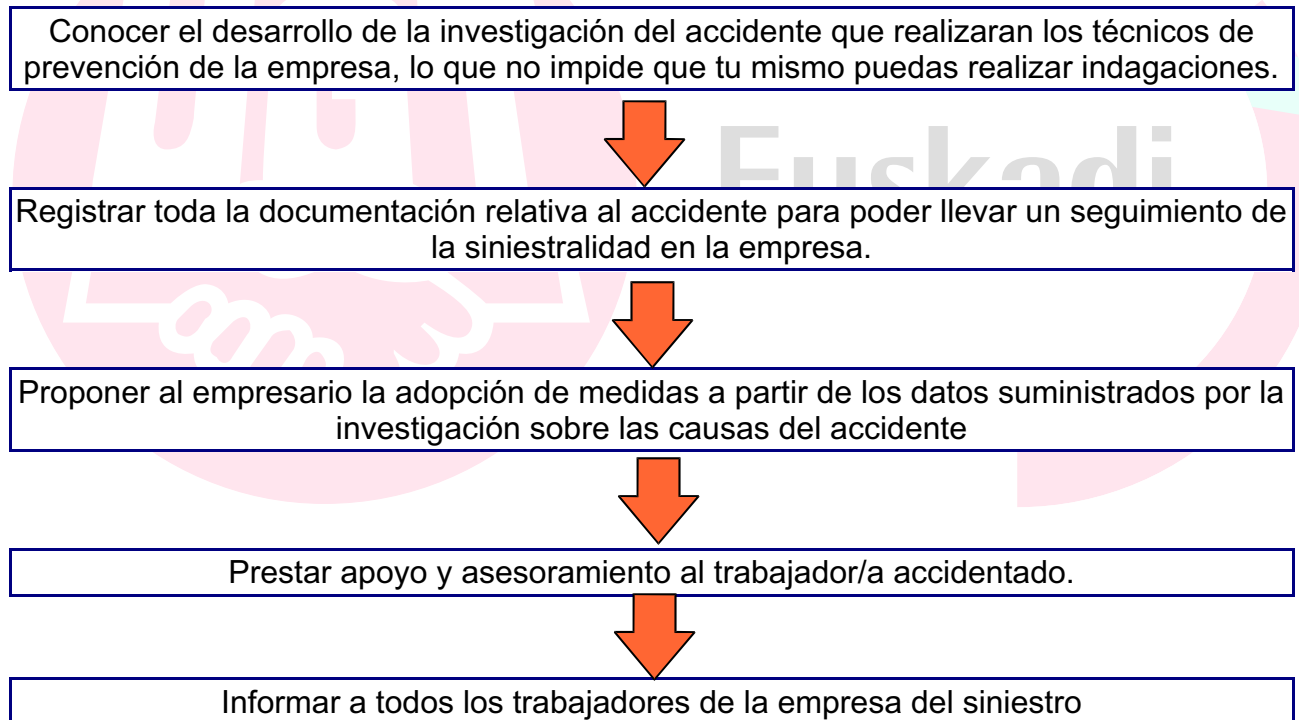 Conocer el desarrollo de la investigación del accidente que realizaran los técnicos de
prevención de la empresa, lo que no impide que tu mismo puedas realizar indagaciones.
Euskadi
Registrar toda la documentación relativa al accidente para poder llevar un seguimiento de
la siniestralidad en la empresa.
Proponer al empresario la adopción de medidas a partir de los datos suministrados por la
investigación sobre las causas del accidente
Prestar apoyo y asesoramiento al trabajador/a accidentado.
Informar a todos los trabajadores de la empresa del siniestro